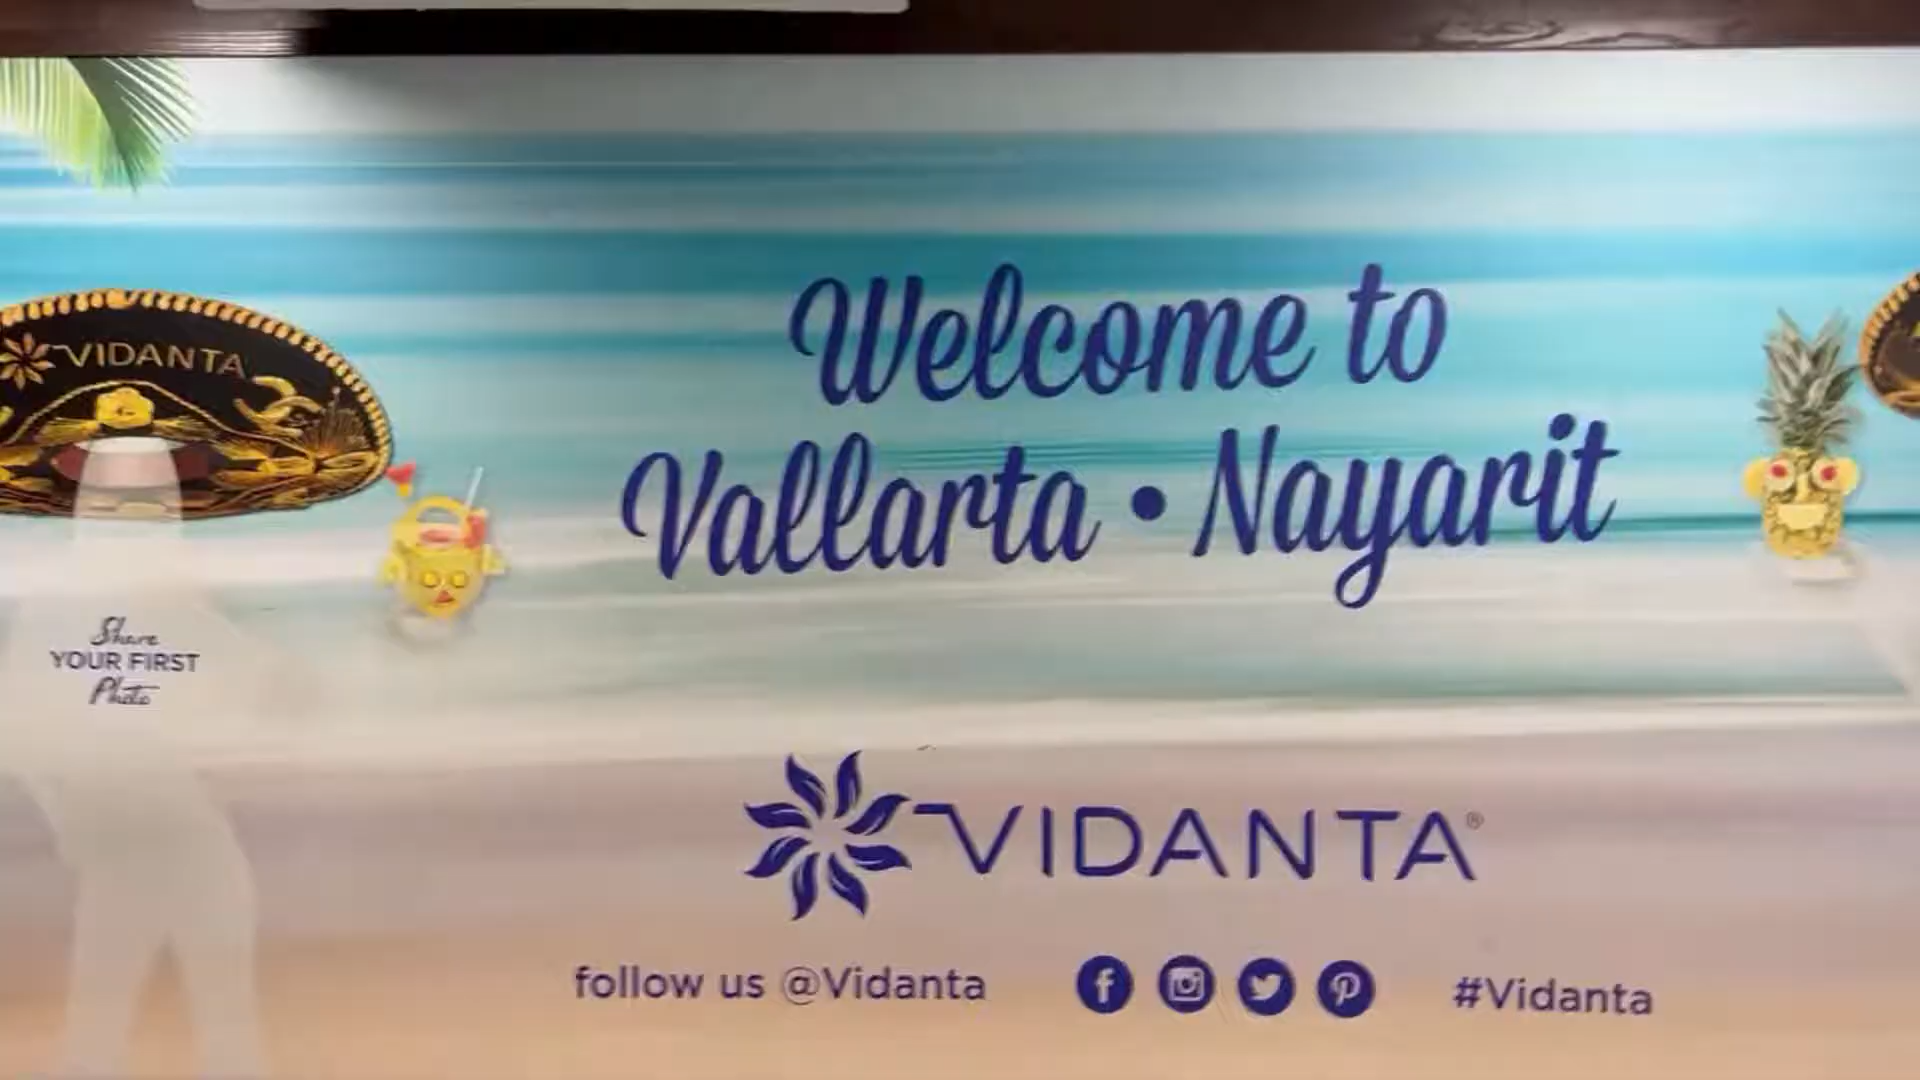 Welcome to
Vallarta • Nayarit
VIDANTA
Share
YOUR FIRST
Photo
VIDANTA®
follow us @Vidanta
#Vidanta